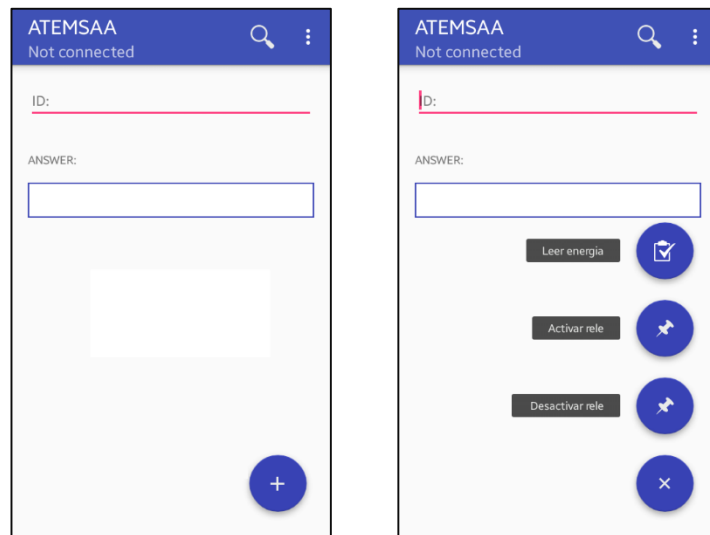 ATEMSAA
Not connected
ID:
ANSWER:
ATEMSAA
Not connected
ID:
ANSWER:
Leer energia
Activar rele
Desactivar rele